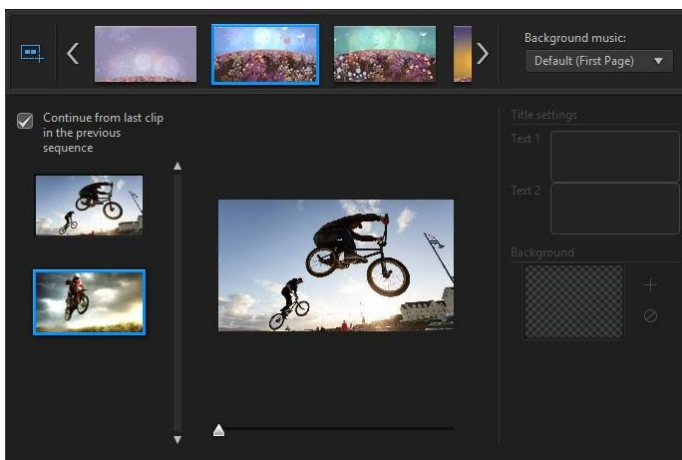 Background music:
Default (First Page)
Continue from last clip
in the previous
sequence
Title settings
Text 1
Text 2
Background